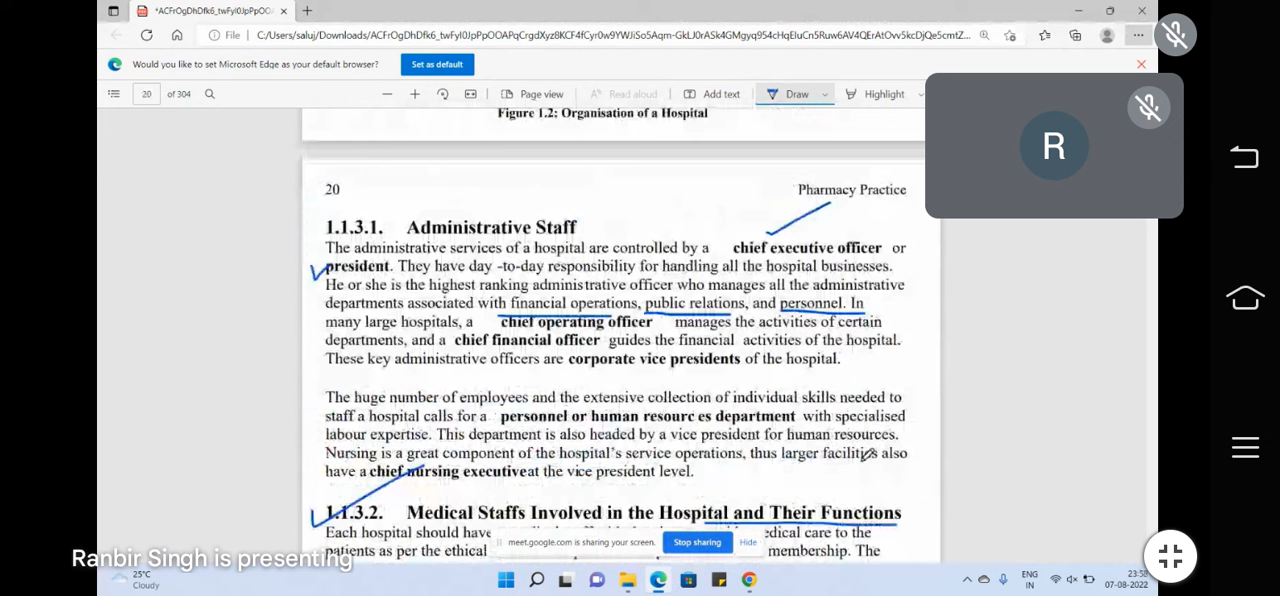 *ACFrOgDhDfk6_twFyI0JpPpOO
File
C:/Users/saluj/Downloads/
Would you like to set Microsoft Edge as your default browser?
Set as default
20 of 304
Page view
Read aloud
Add text
Draw
Highlight
Figure 1.2: Organisation of a Hospital
R
20 Pharmacy Practice
1.1.3.1. Administrative Staff
The administrative services of a hospital are controlled by a chief executive officer or
president. They have day -to-day responsibility for handling all the hospital businesses.
He or she is the highest ranking administrative officer who manages all the administrative
departments associated with financial operations, public relations, and personnel. In
many large hospitals, a chief operating officer manages the activities of certain
departments, and a chief financial officer guides the financial activities of the hospital.
These key administrative officers are corporate vice presidents of the hospital.
The huge number of employees and the extensive collection of individual skills needed to
staff a hospital calls for a personnel or human resourc es department with specialised
labour expertise. This department is also headed by a vice president for human resources.
Nursing is a great component of the hospital's service operations, thus larger facilities also
have a chief nursing executive at the vice president level.
1.1.3.2. Medical Staffs Involved in the Hospital and Their Functions
Each hospital should have edical care to the
meet.google.com is sharing your screen.
Stop sharing
Hide
patients as per the ethical membership. The
Ranbir Singh is presenting
25°C
Cloudy
ENG
IN
23:58
07-08-2022